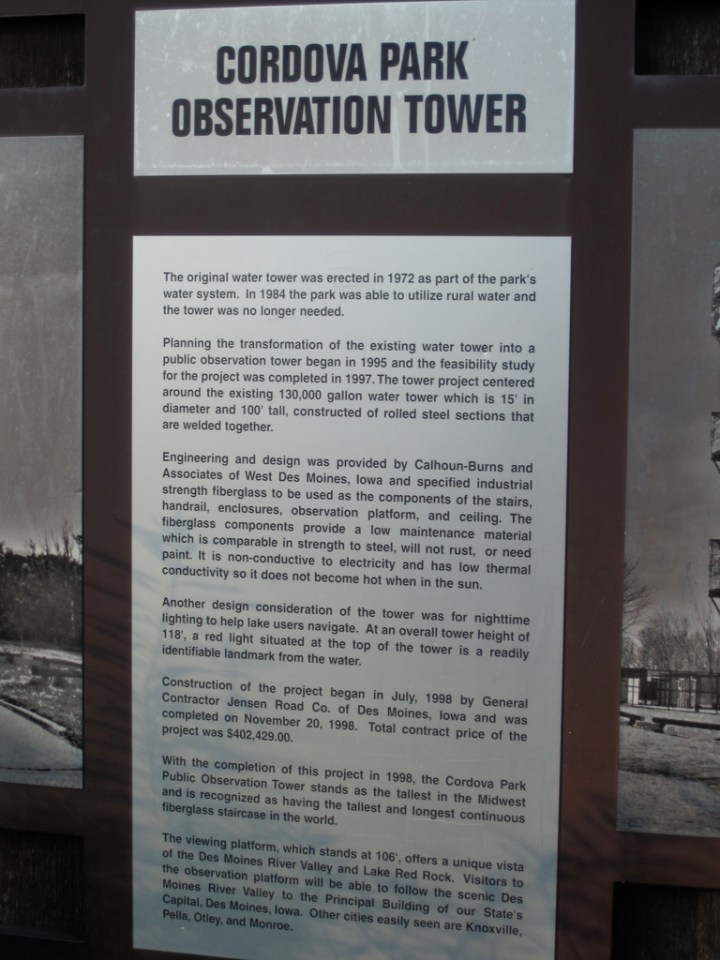 CORDOVA PARK
OBSERVATION TOWER
The original water tower was erected in 1972 as part of the park's
water system. In 1984 the park was able to utilize rural water and
the tower was no longer needed.
Planning the transformation of the existing water tower into a
public observation tower began in 1995 and the feasibility study
for the project was completed in 1997. The tower project centered
around the existing 130,000 gallon water tower which is 15' in
diameter and 100' tall, constructed of rolled steel sections that
are welded together.
Engineering and design was provided by Calhoun-Burns and
Associates of West Des Moines, Iowa and specified industrial
strength fiberglass to be used as the components of the stairs,
handrail, enclosures, observation platform, and ceiling. The
fiberglass components provide a low maintenance material
which is comparable in strength to steel, will not rust, or need
paint. It is non-conductive to electricity and has low thermal
conductivity so it does not become hot when in the sun.
Another design consideration of the tower was for nighttime
lighting to help lake users navigate. At an overall tower height of
118', a red light situated at the top of the tower is a readily
identifiable landmark from the water.
Construction of the project began in July, 1998 by General
Contractor Jensen Road Co. of Des Moines, Iowa and was
completed on November 20, 1998. Total contract price of the
project was $402,429.00.
With the completion of this project in 1998, the Cordova Park
Public Observation Tower stands as the tallest in the Midwest
and is recognized as having the tallest and longest continuous
fiberglass staircase in the world.
The viewing platform, which stands at 106', offers a unique vista
of the Des Moines River Valley and Lake Red Rock. Visitors to
the observation platform will be able to follow the scenic Des
Moines River Valley to the Principal Building of our State's
Capital, Des Moines, Iowa. Other cities easily seen are Knoxville,
Pella, Otley, and Monroe.